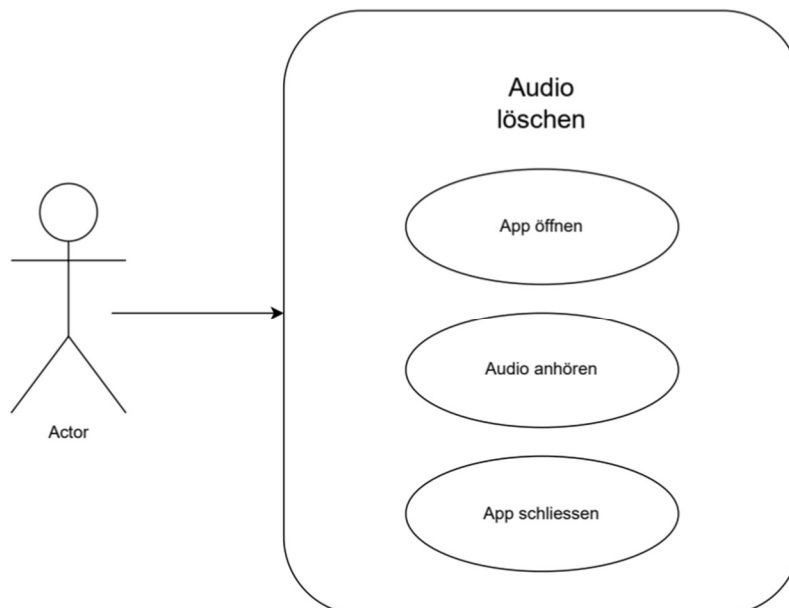 Audio
löschen
App öffnen
Audio anhören
App schliessen
Actor